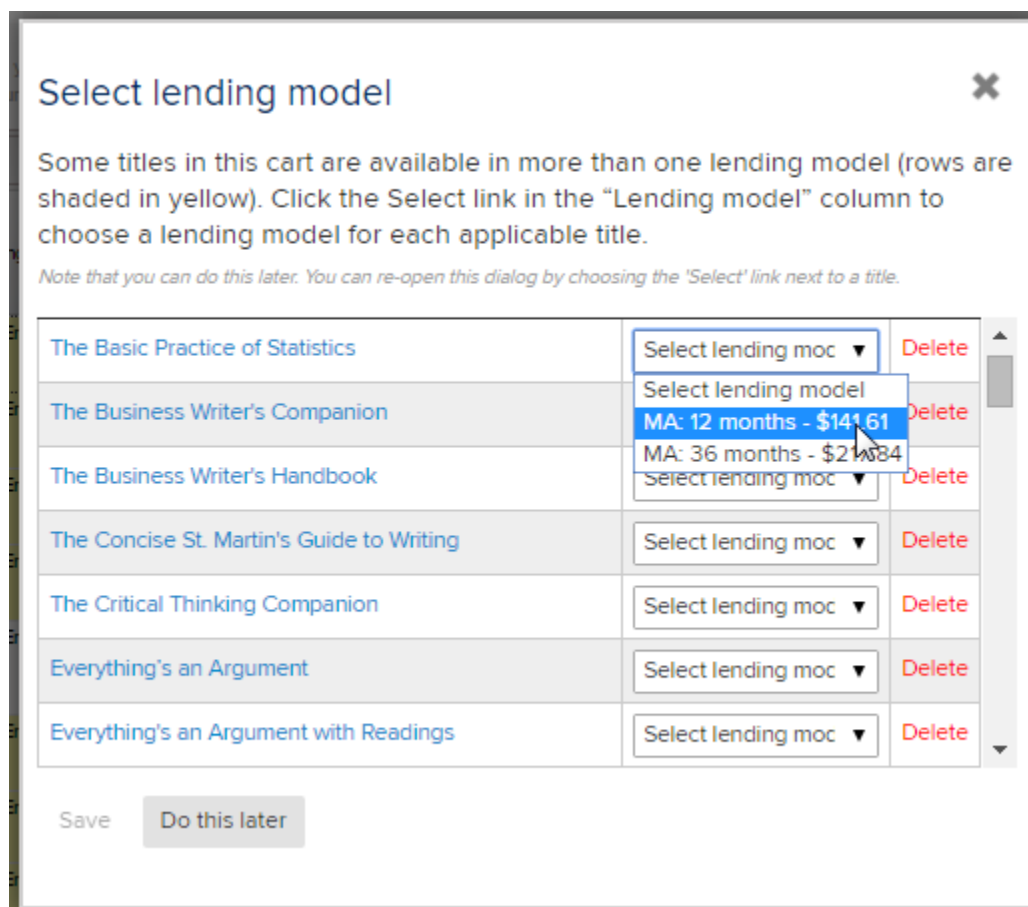 Select lending model
Some titles in this cart are available in more than one lending model (rows are
shaded in yellow). Click the Select link in the “Lending model” column to
choose a lending model for each applicable title.
Note that you can do this later. You can re-open this dialog by choosing the 'Select' link next to a title.
The Basic Practice of Statistics Select lending moc Delete
Select lending model
The Business Writer's Companion Delete
MA: 12 months - $141.61
MA: 36 months -
The Business Writer's Handbook Select lending moc Delete
The Concise St. Martin's Guide to Writing Select lending moc Delete
The Critical Thinking Companion Select lending moc Delete
Everything's an Argument Select lending moc Delete
Everything's an Argument with Readings Select lending moc Delete
Save Do this later